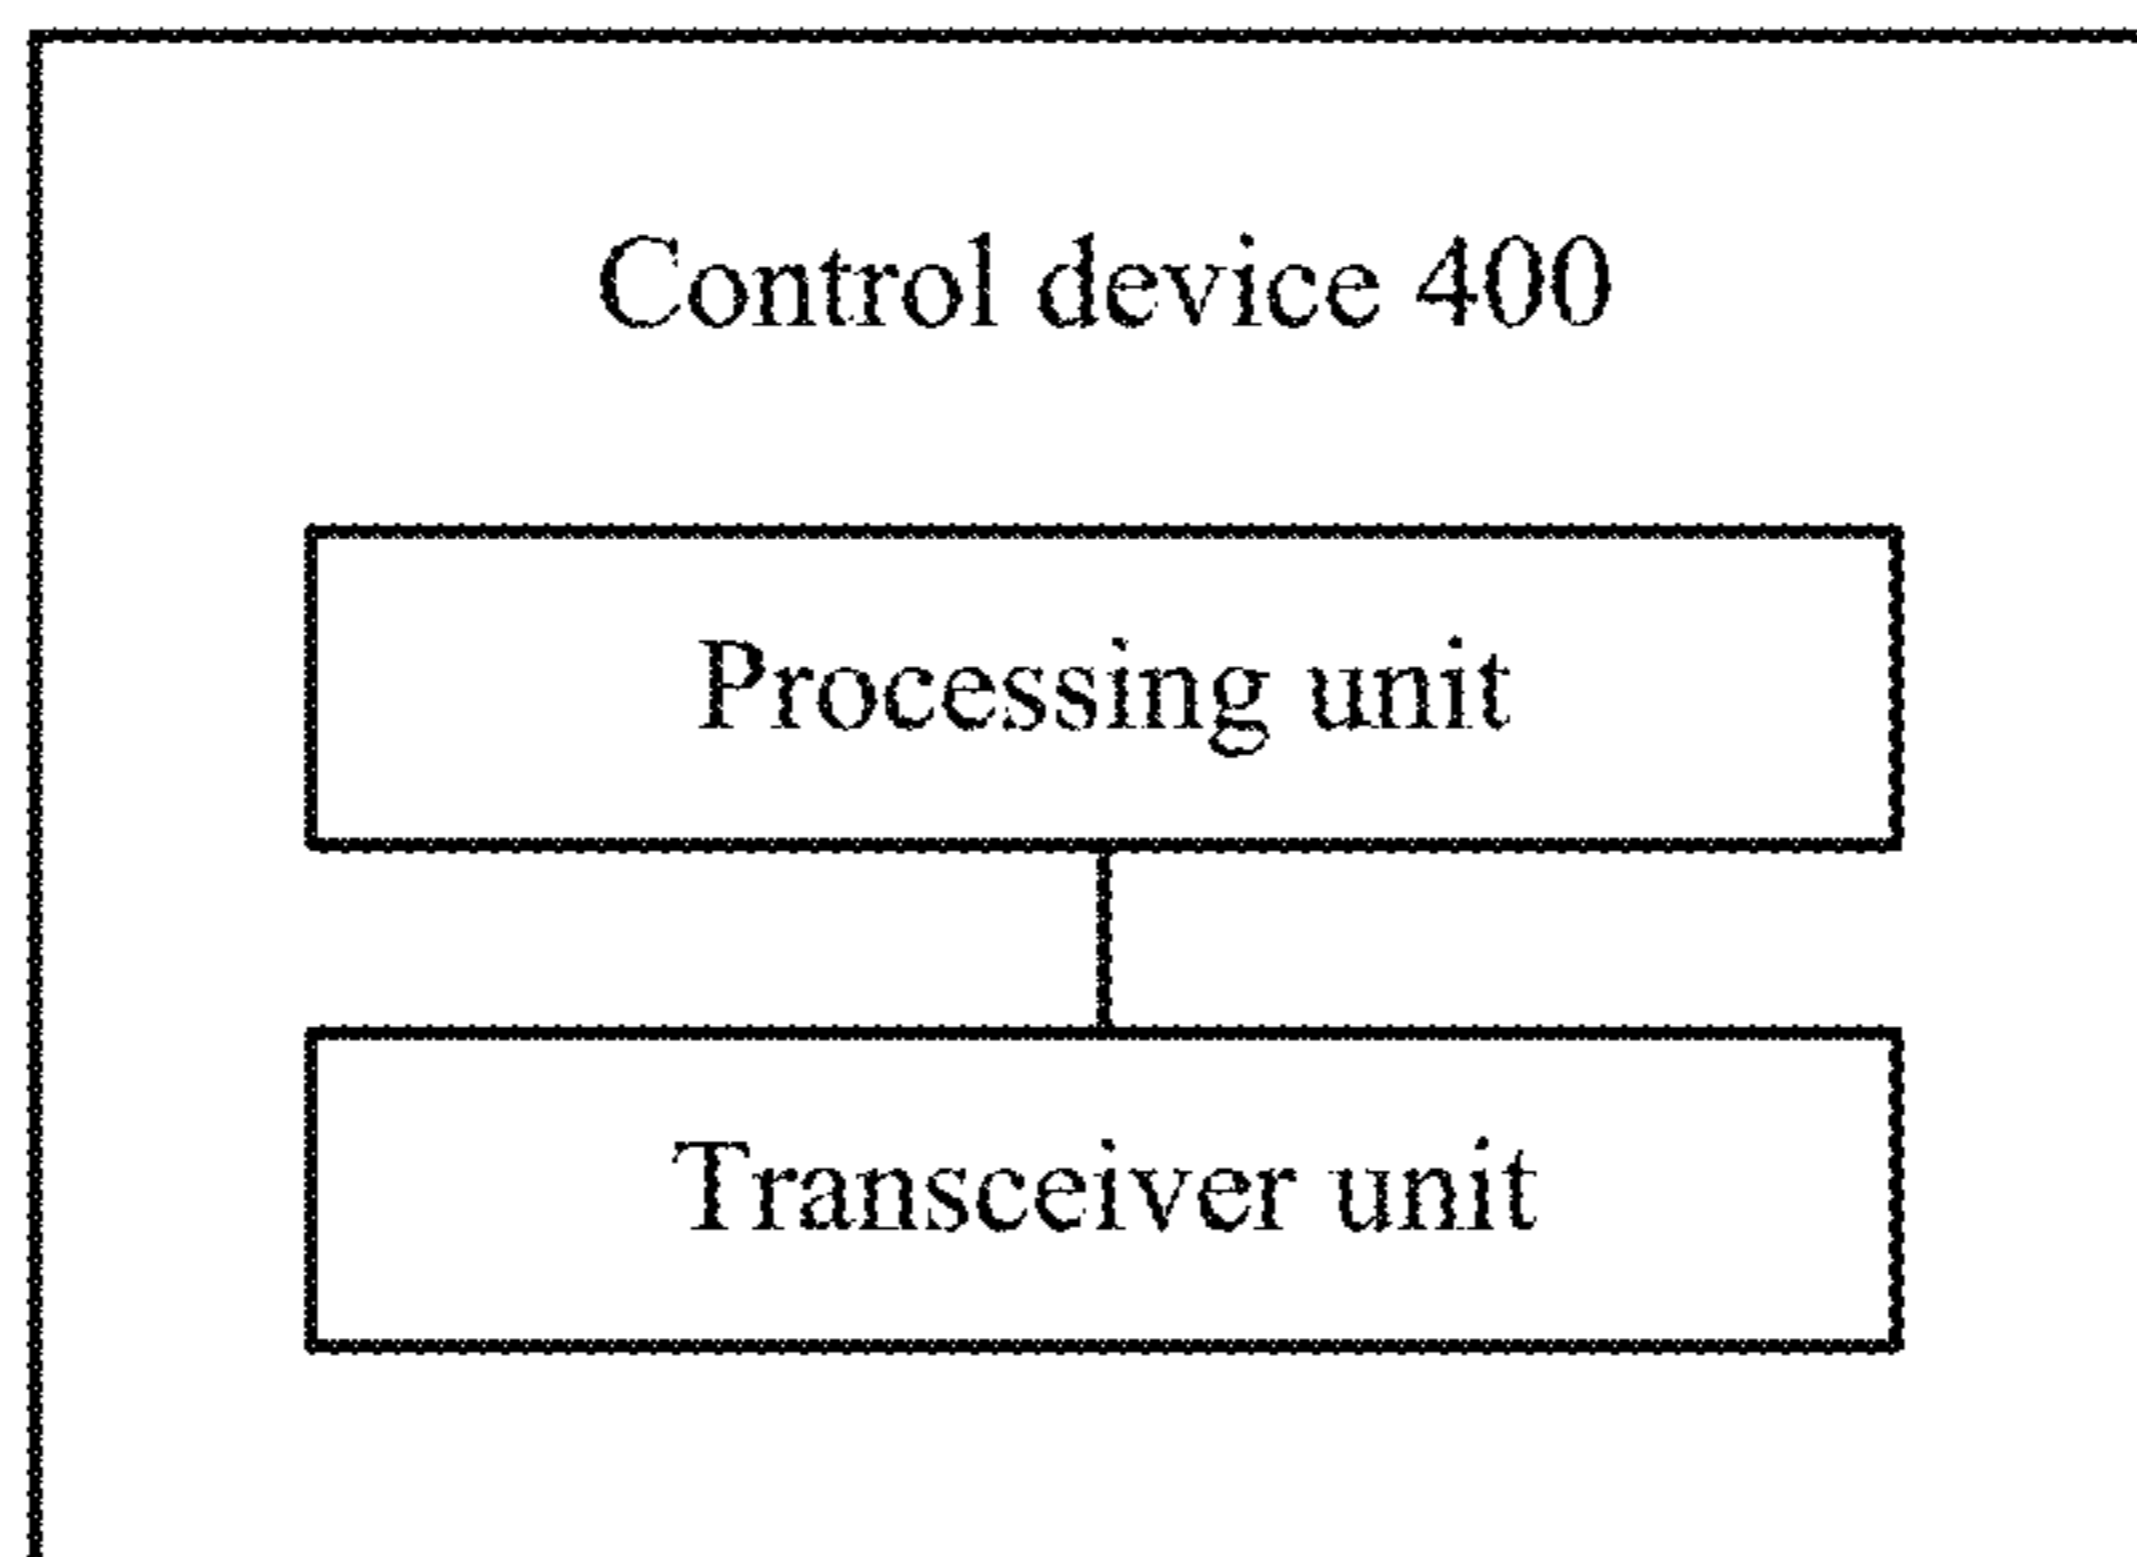 Control device 400
Processing unit
Transceiver unit